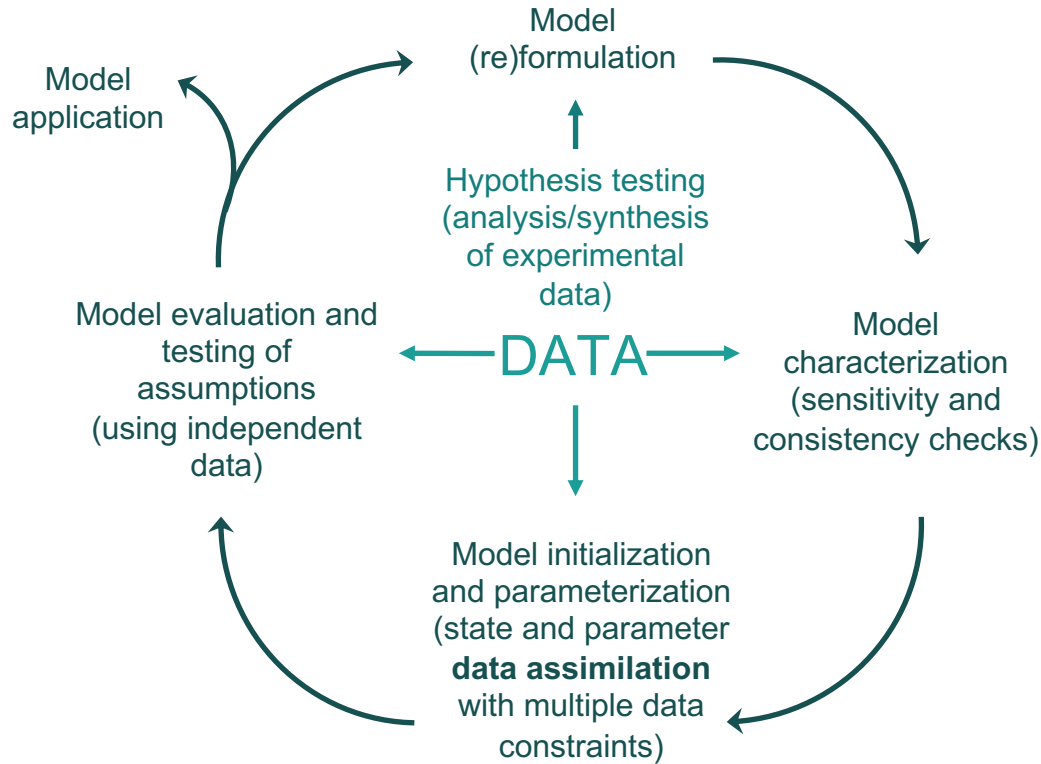 Model
(re)formulation
Model
application
Hypothesis testing
(analysis/synthesis
of experimental
data)
DATA
Model evaluation and
testing of
assumptions
(using independent
data)
Model
characterization
(sensitivity and
consistency checks)
Model initialization
and parameterization
(state and parameter
data assimilation
with multiple data
constraints)